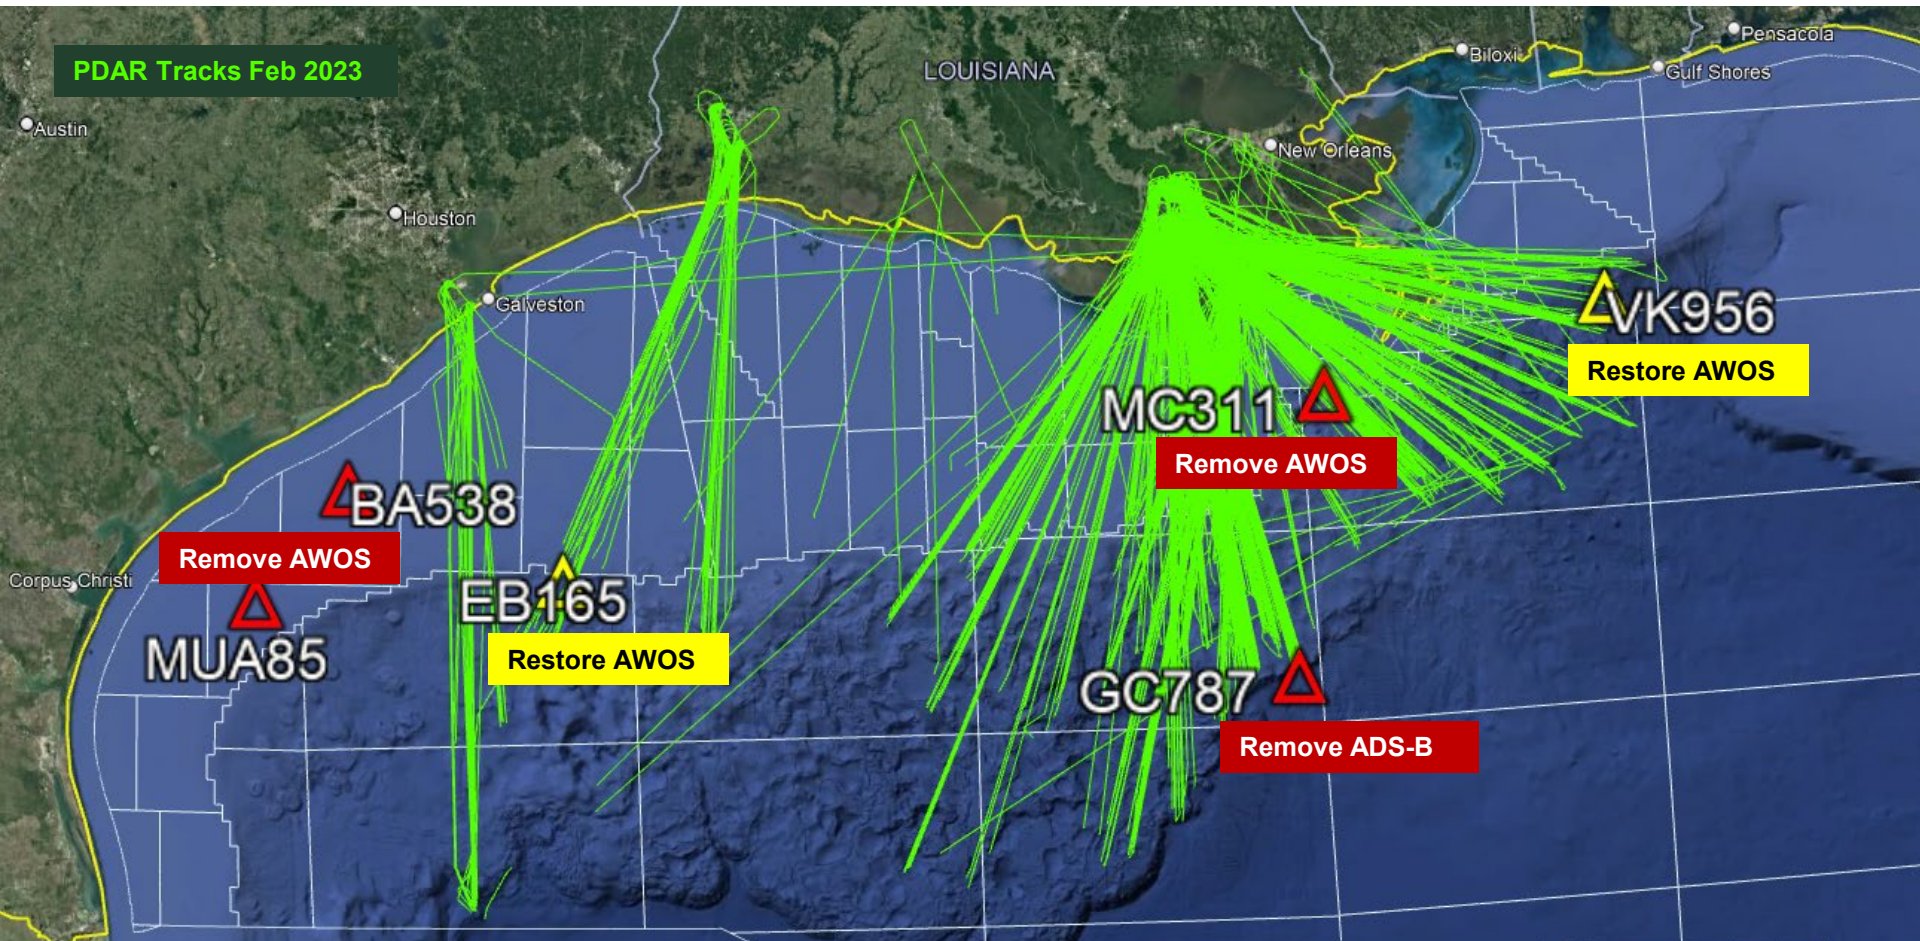 PDAR Tracks Feb 2023
LOUISIANA
Pensacola
Biloxi
Gulf Shores
Austin
New Orleans
Houston
Galveston
VK956
Restore AWOS
MC311
Remove AWOS
BA538
Remove AWOS
Corpus Christi
EB165
Restore AWOS
MUA85
GC787
Remove ADS-B